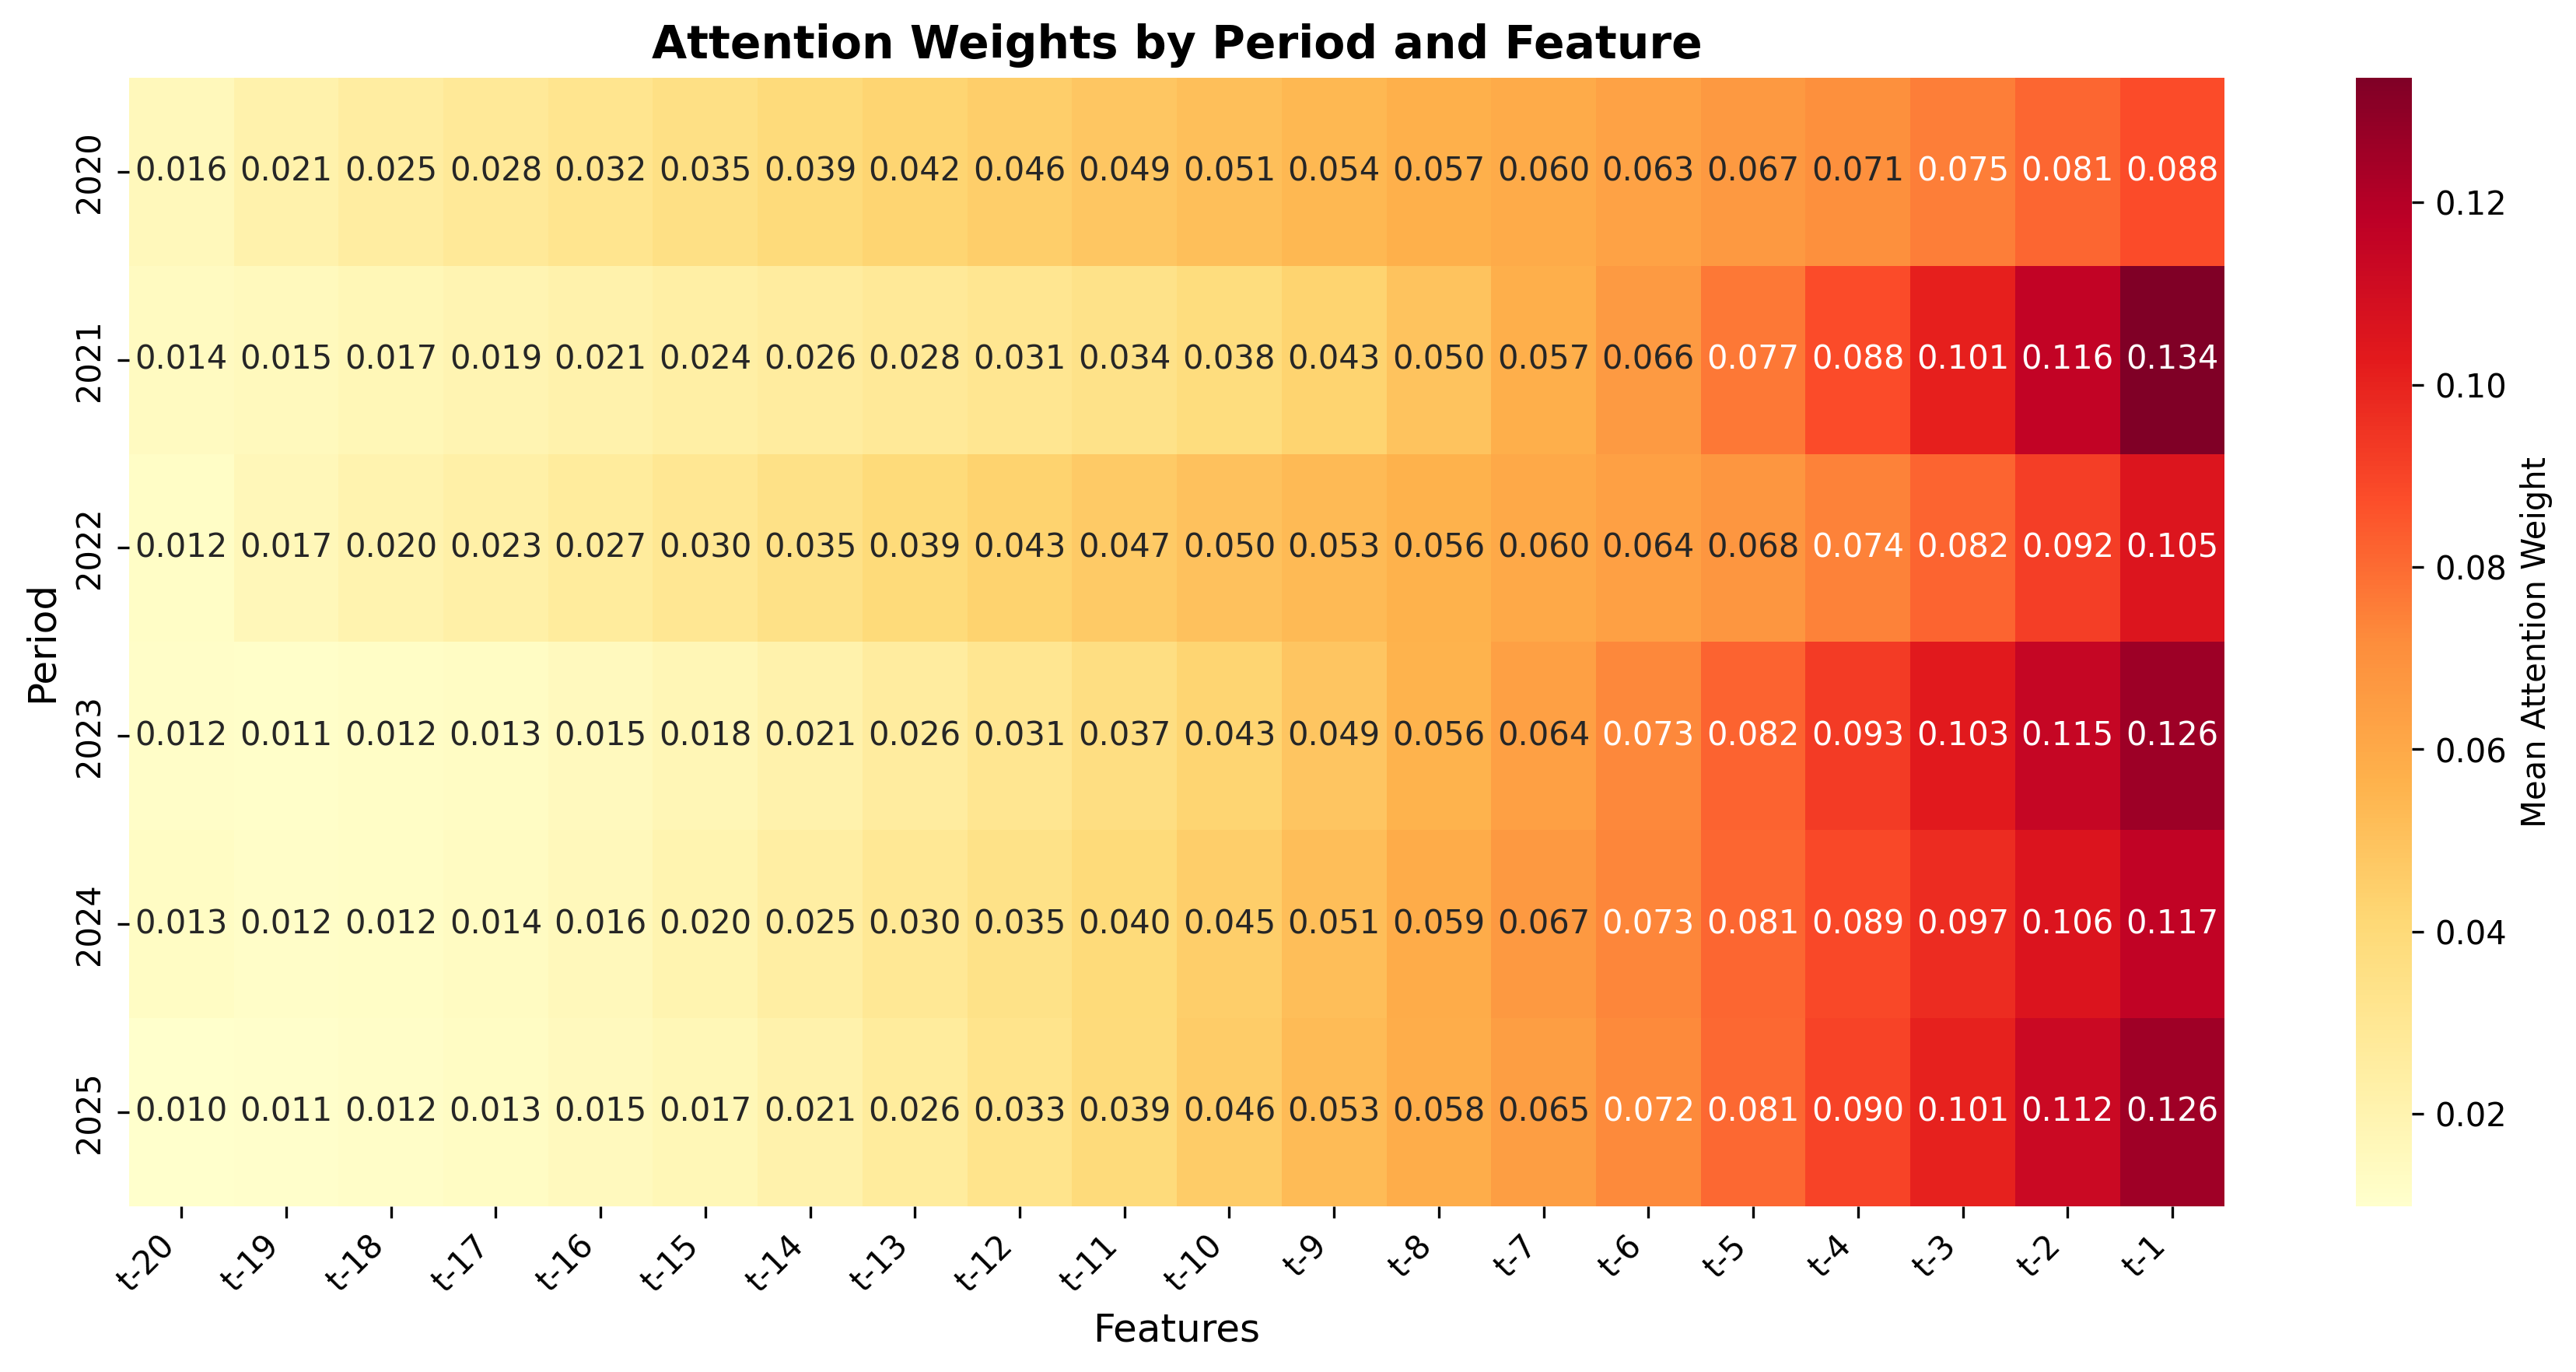 Attention Weights by Period and Feature
2020
0.016 0.021 0.025 0.028 0.032 0.035 0.039 0.042 0.046 0.049 0.051 0.054 0.057 0.060 0.063 0.067 0.071 0.075 0.081 0.088
2021
0.014 0.015 0.017 0.019 0.021 0.024 0.026 0.028 0.031 0.034 0.038 0.043 0.050 0.057 0.066 0.077 0.088 0.101 0.116 0.134
2022
0.012 0.017 0.020 0.023 0.027 0.030 0.035 0.039 0.043 0.047 0.050 0.053 0.056 0.060 0.064 0.068 0.074 0.082 0.092 0.105
2023
0.012 0.011 0.012 0.013 0.015 0.018 0.021 0.026 0.031 0.037 0.043 0.049 0.056 0.064 0.073 0.082 0.093 0.103 0.115 0.126
2024
0.013 0.012 0.012 0.014 0.016 0.020 0.025 0.030 0.035 0.040 0.045 0.051 0.059 0.067 0.073 0.081 0.089 0.097 0.106 0.117
2025
0.010 0.011 0.012 0.013 0.015 0.017 0.021 0.026 0.033 0.039 0.046 0.053 0.058 0.065 0.072 0.081 0.090 0.101 0.112 0.126
Period
t-20 t-19 t-18 t-17 t-16 t-15 t-14 t-13 t-12 t-11 t-10 t-9 t-8 t-7 t-6 t-5 t-4 t-3 t-2 t-1
Features
0.12
0.10
0.08
0.06
0.04
0.02
Mean Attention Weight